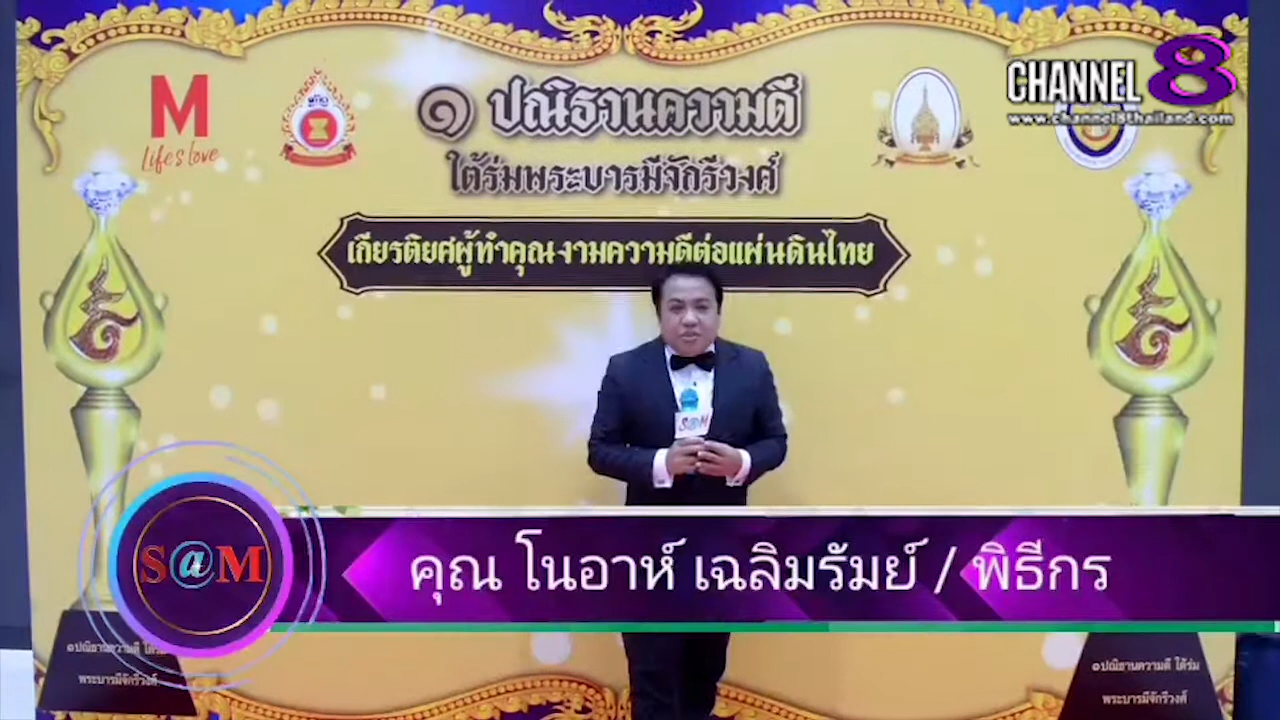 CHANNEL 8
www.channel8thailand.com
M
Life's love
๑ ปณิธานความดี
ใต้ร่มพระบารมีจักรีวงศ์
เกียรติยศผู้ทำคุณงามความดีต่อแผ่นดินไทย
S@M
S@M
คุณ โนอาห์ เฉลิมรัมย์ / พิธีกร
๑ปณิธานความดี ใต้ร่ม
พระบารมีจักรีวงศ์
๑ปณิธานความดี ใต้ร่ม
พระบารมีจักรีวงศ์